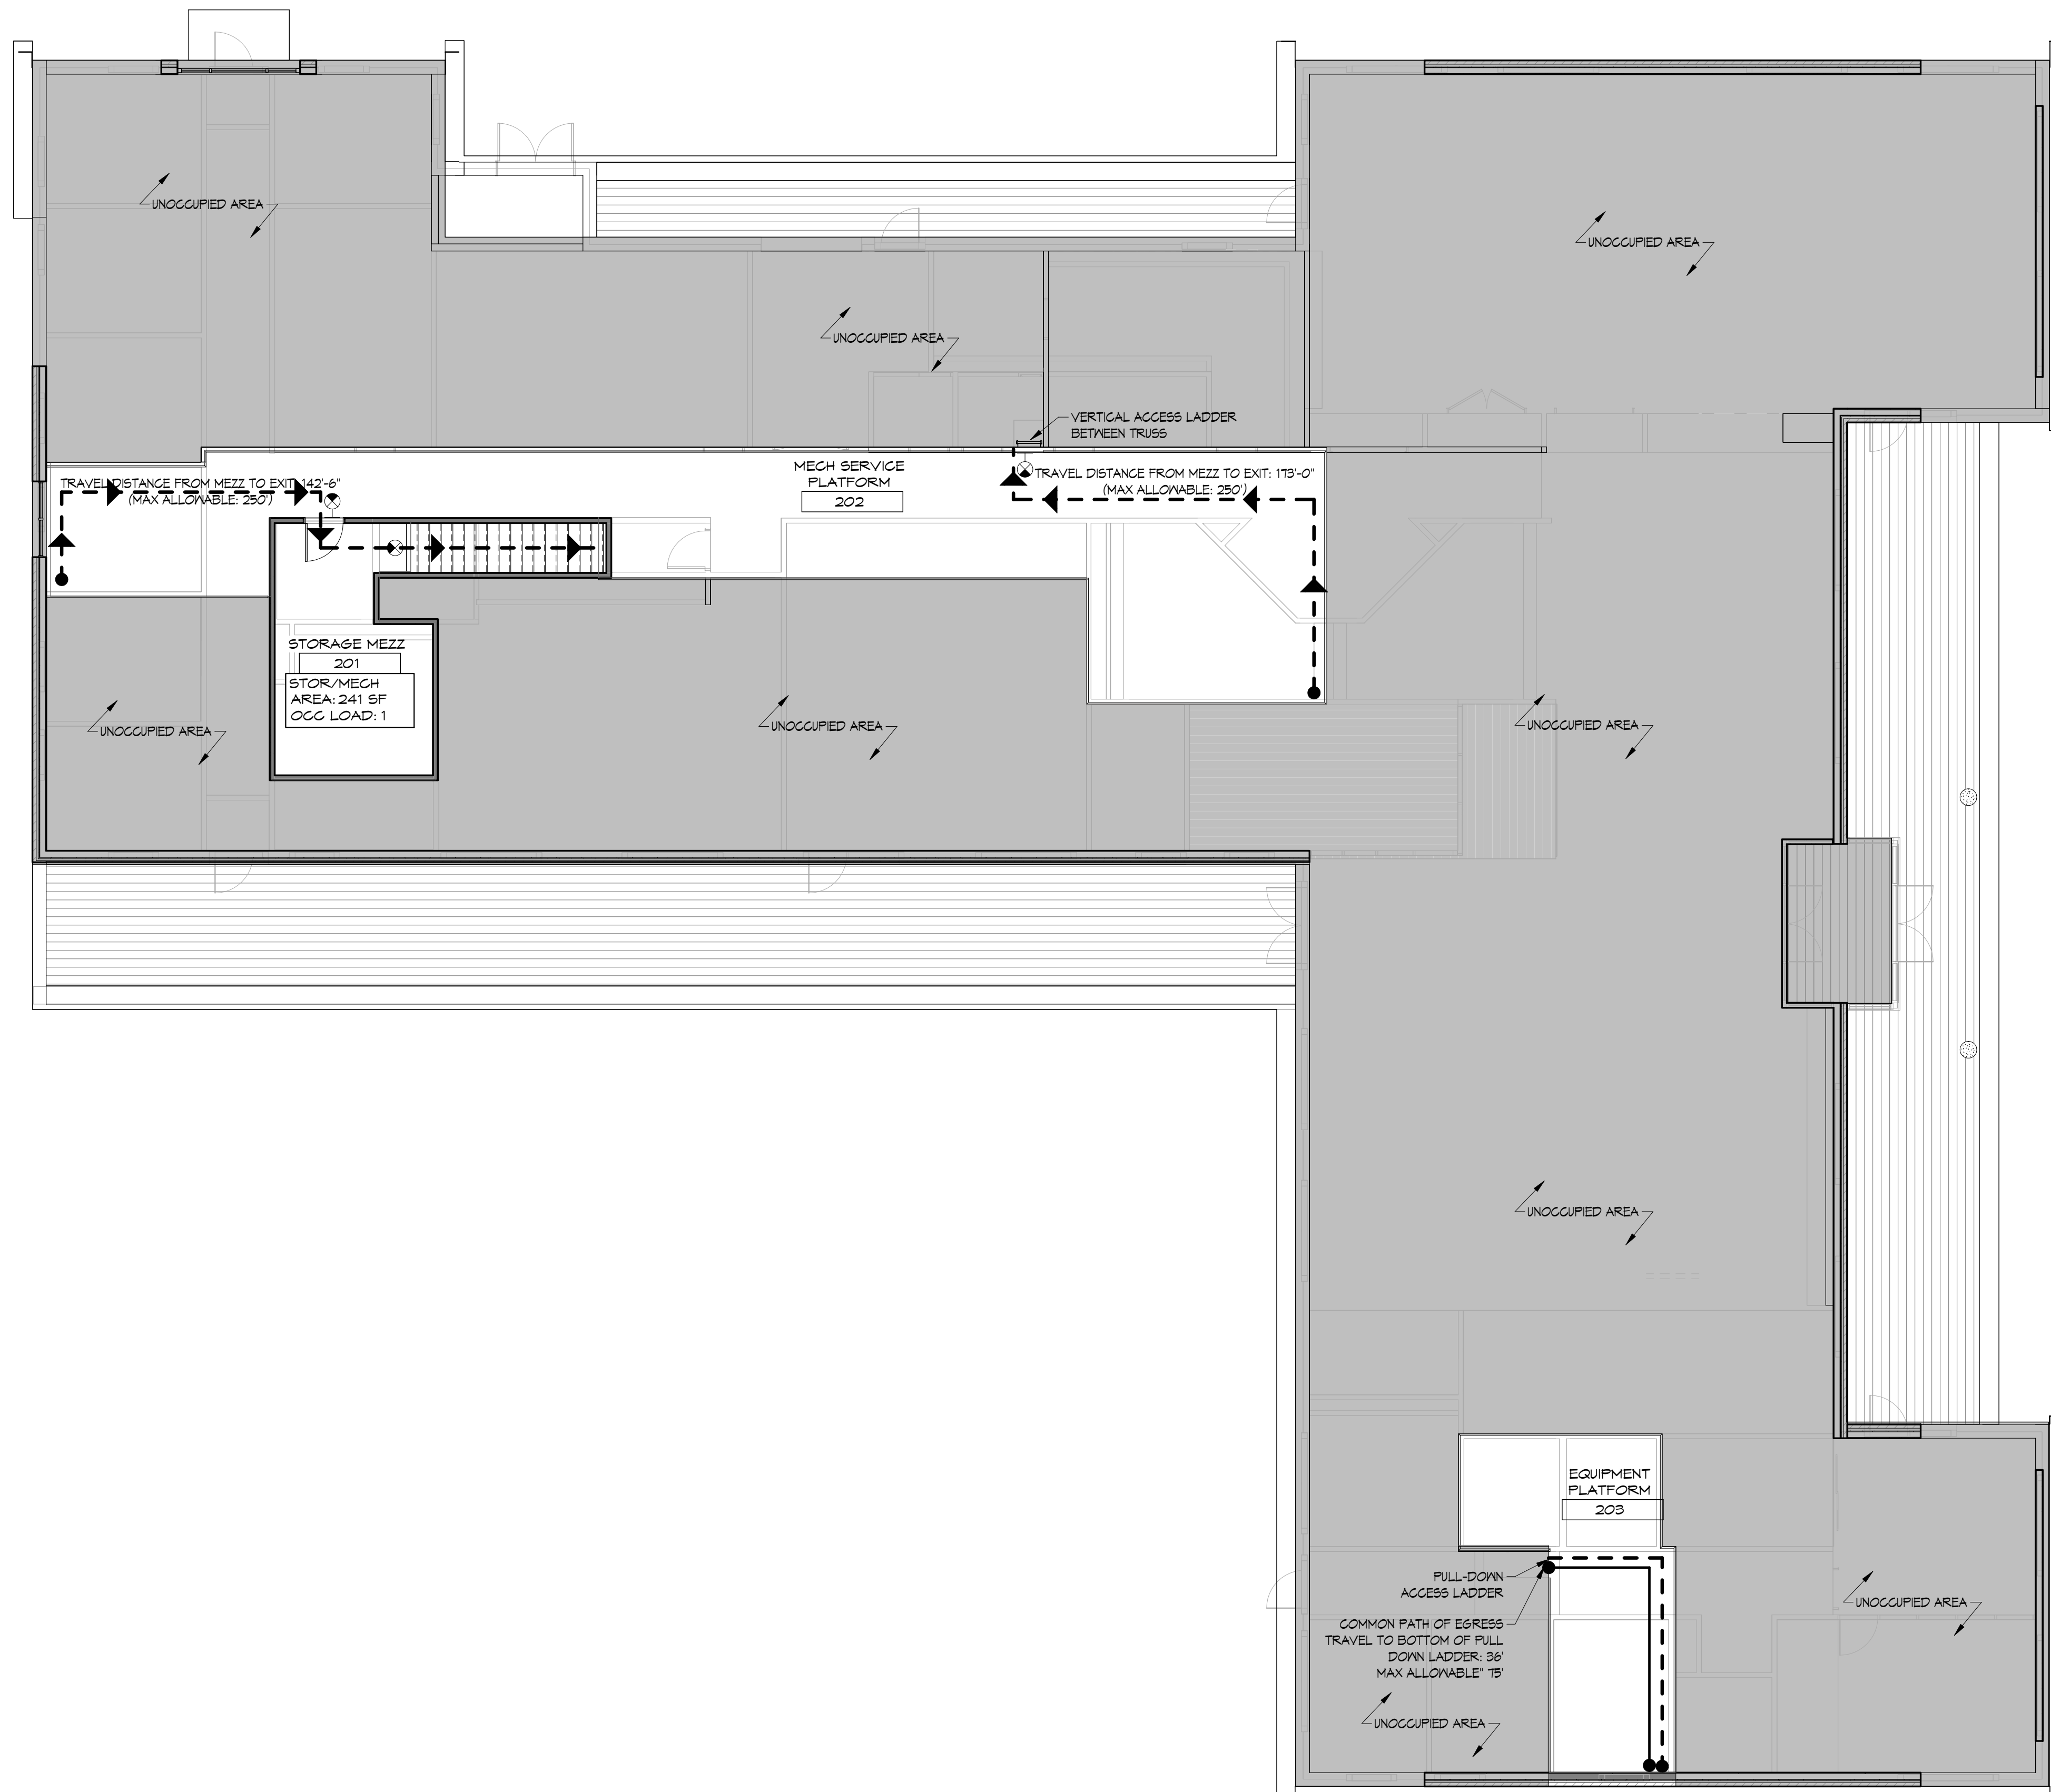 UNOCCUPIED AREA
UNOCCUPIED AREA
UNOCCUPIED AREA
VERTICAL ACCESS LADDER
BETWEEN TRUSS
MECH SERVICE
PLATFORM
202
TRAVEL DISTANCE FROM MEZZ TO EXIT: 142'-6"
(MAX ALLOWABLE: 250')
TRAVEL DISTANCE FROM MEZZ TO EXIT: 173'-0"
(MAX ALLOWABLE: 250')
STORAGE MEZZ
201
STOR/MECH
AREA: 241 SF
OCC LOAD: 1
UNOCCUPIED AREA
UNOCCUPIED AREA
UNOCCUPIED AREA
UNOCCUPIED AREA
EQUIPMENT
PLATFORM
203
PULL-DOWN
ACCESS LADDER
COMMON PATH OF EGRESS
TRAVEL TO BOTTOM OF PULL
DOWN LADDER: 36'
MAX ALLOWABLE" 75'
UNOCCUPIED AREA
UNOCCUPIED AREA